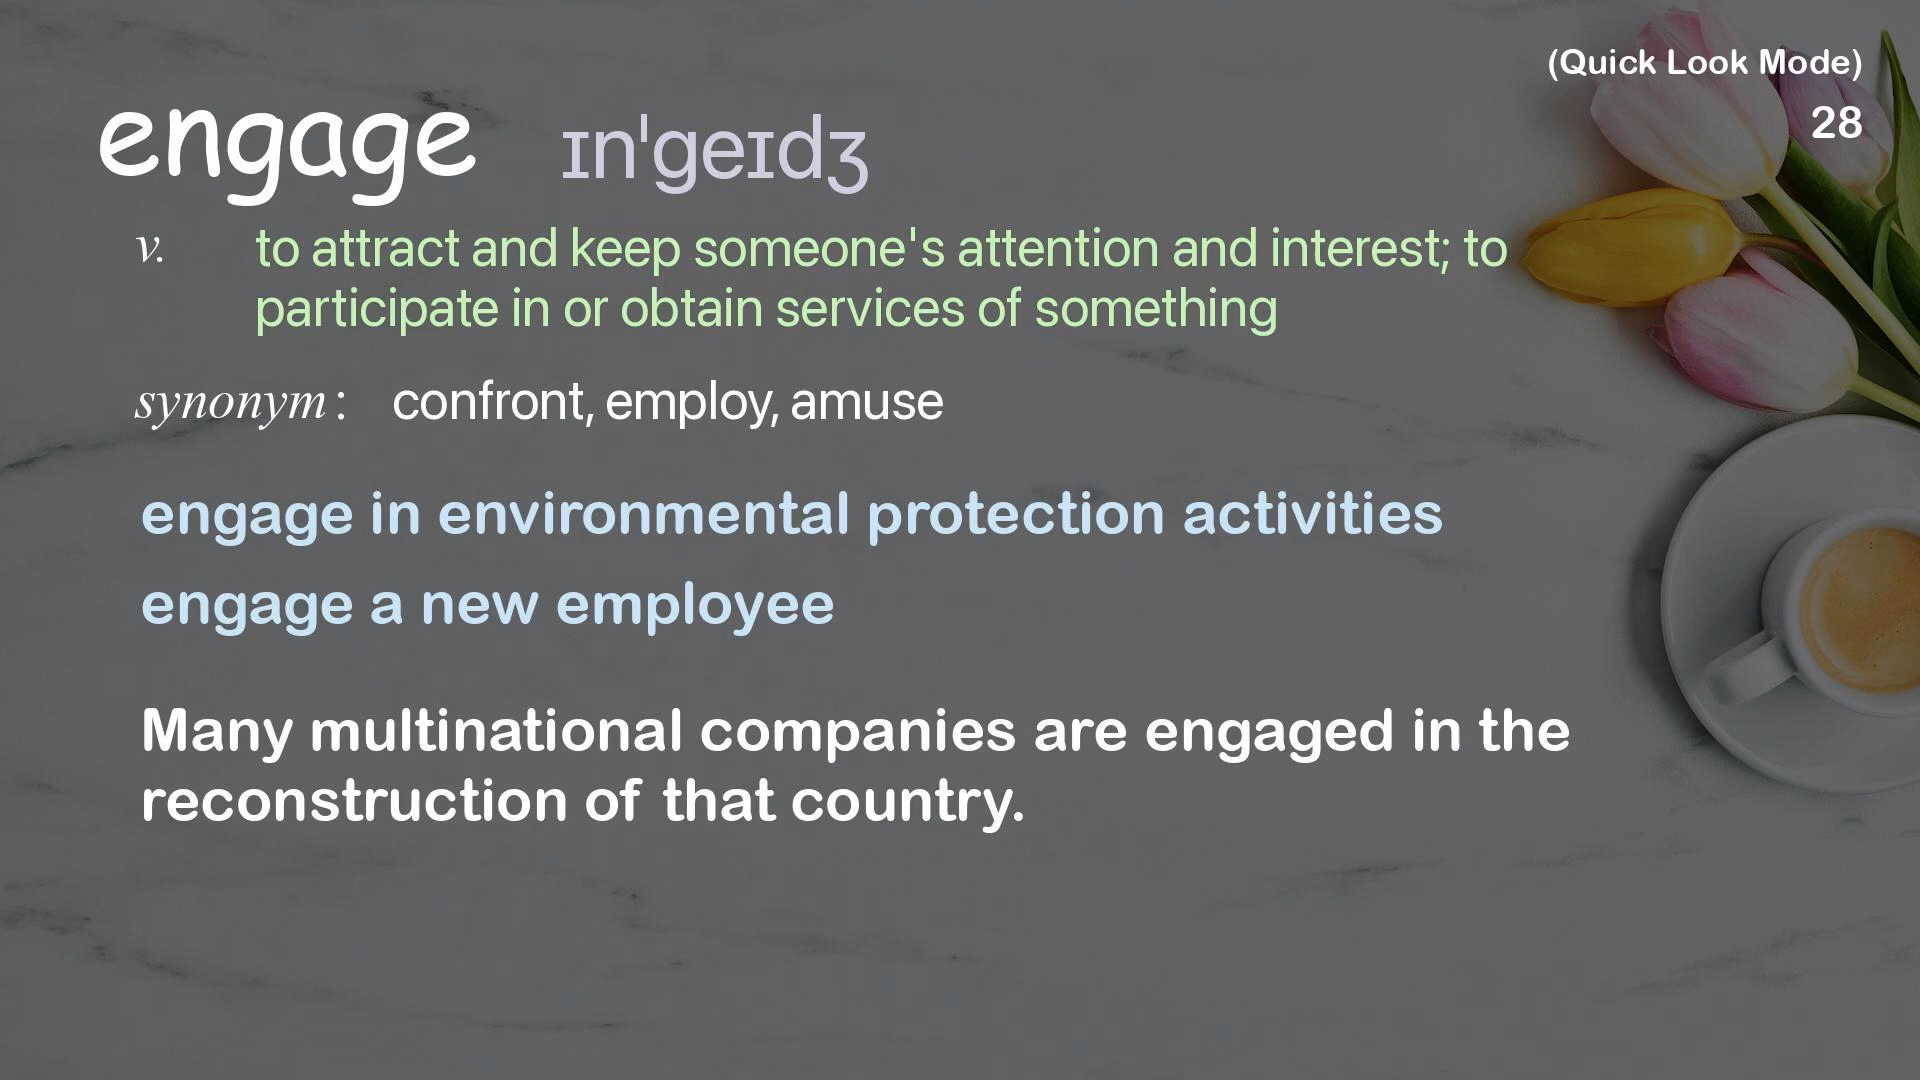 (Quick Look Mode)
28
engage ɪnˈɡeɪdʒ
v. to attract and keep someone's attention and interest; to
participate in or obtain services of something
synonym : confront, employ, amuse
engage in environmental protection activities
engage a new employee
Many multinational companies are engaged in the
reconstruction of that country.